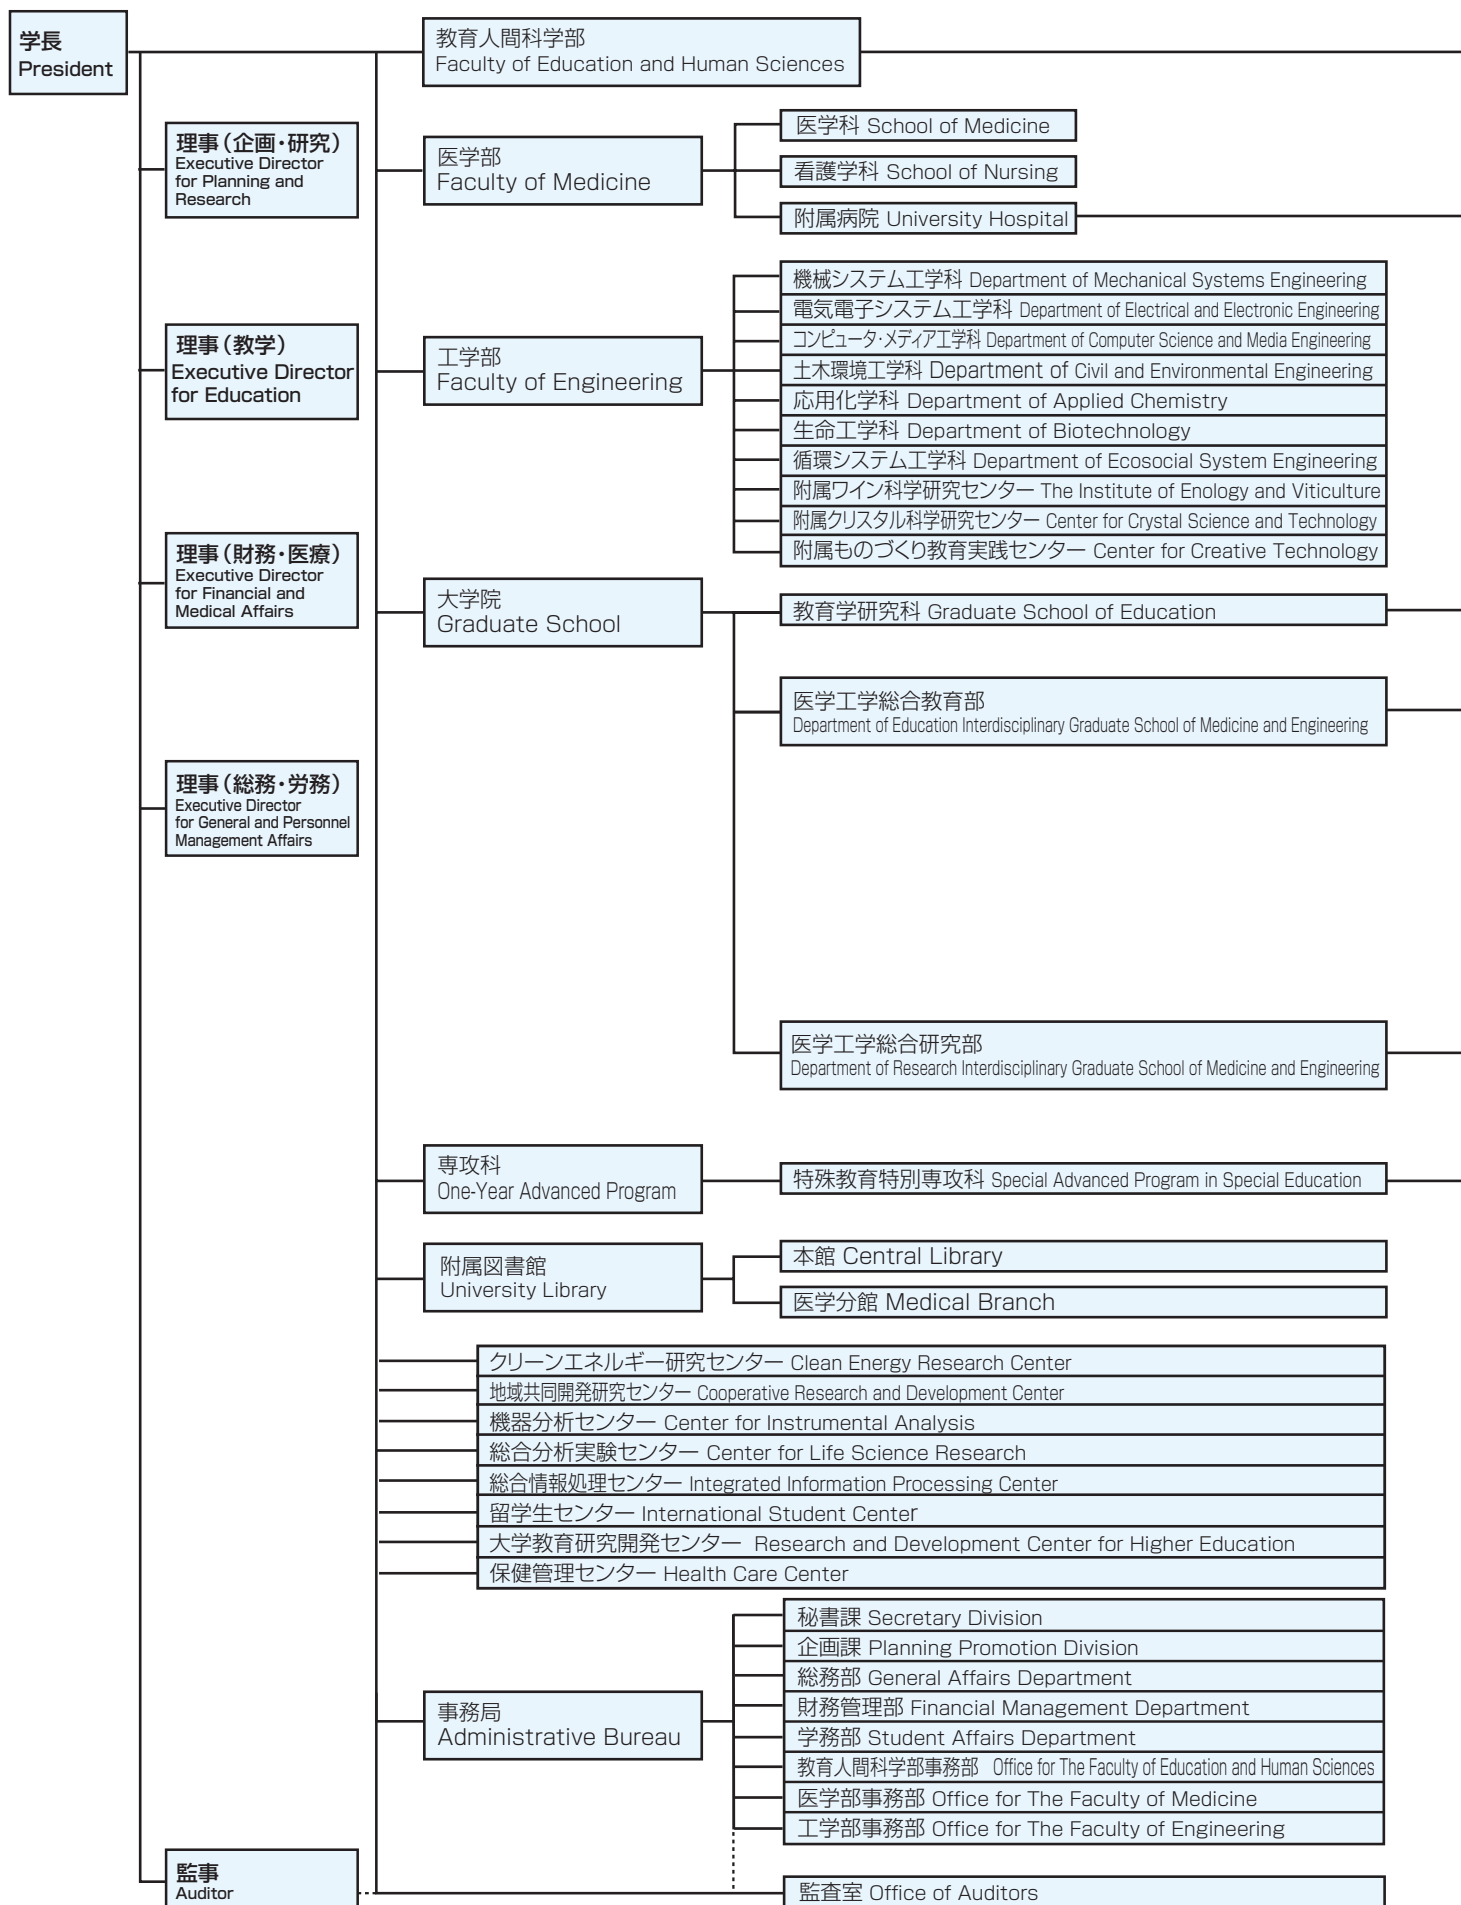 学長
President
教育人間科学部
Faculty of Education and Human Sciences
理事(企画・研究)
Executive Director
for Planning and
Research
医学部
Faculty of Medicine
医学科 School of Medicine
看護学科 School of Nursing
附属病院 University Hospital
理事(教学)
Executive Director
for Education
工学部
Faculty of Engineering
機械システム工学科 Department of Mechanical Systems Engineering
電気電子システム工学科 Department of Electrical and Electronic Engineering
コンピュータ・メディア工学科 Department of Computer Science and Media Engineering
土木環境工学科 Department of Civil and Environmental Engineering
応用化学科 Department of Applied Chemistry
生命工学科 Department of Biotechnology
循環システム工学科 Department of Ecosocial System Engineering
附属ワイン科学研究センター The Institute of Enology and Viticulture
附属クリスタル科学研究センター Center for Crystal Science and Technology
附属ものづくり教育実践センター Center for Creative Technology
理事(財務・医療)
Executive Director
for Financial and
Medical Affairs
大学院
Graduate School
教育学研究科 Graduate School of Education
医学工学総合教育部
Department of Education Interdisciplinary Graduate School of Medicine and Engineering
理事(総務・労務)
Executive Director
for General and Personnel
Management Affairs
医学工学総合研究部
Department of Research Interdisciplinary Graduate School of Medicine and Engineering
専攻科
One-Year Advanced Program
特殊教育特別専攻科 Special Advanced Program in Special Education
附属図書館
University Library
本館 Central Library
医学分館 Medical Branch
クリーンエネルギー研究センター Clean Energy Research Center
地域共同開発研究センター Cooperative Research and Development Center
機器分析センター Center for Instrumental Analysis
総合分析実験センター Center for Life Science Research
総合情報処理センター Integrated Information Processing Center
留学生センター International Student Center
大学教育研究開発センター Research and Development Center for Higher Education
保健管理センター Health Care Center
事務局
Administrative Bureau
秘書課 Secretary Division
企画課 Planning Promotion Division
総務部 General Affairs Department
財務管理部 Financial Management Department
学務部 Student Affairs Department
教育人間科学部事務部 Office for The Faculty of Education and Human Sciences
医学部事務部 Office for The Faculty of Medicine
工学部事務部 Office for The Faculty of Engineering
監事
Auditor
監査室 Office of Auditors